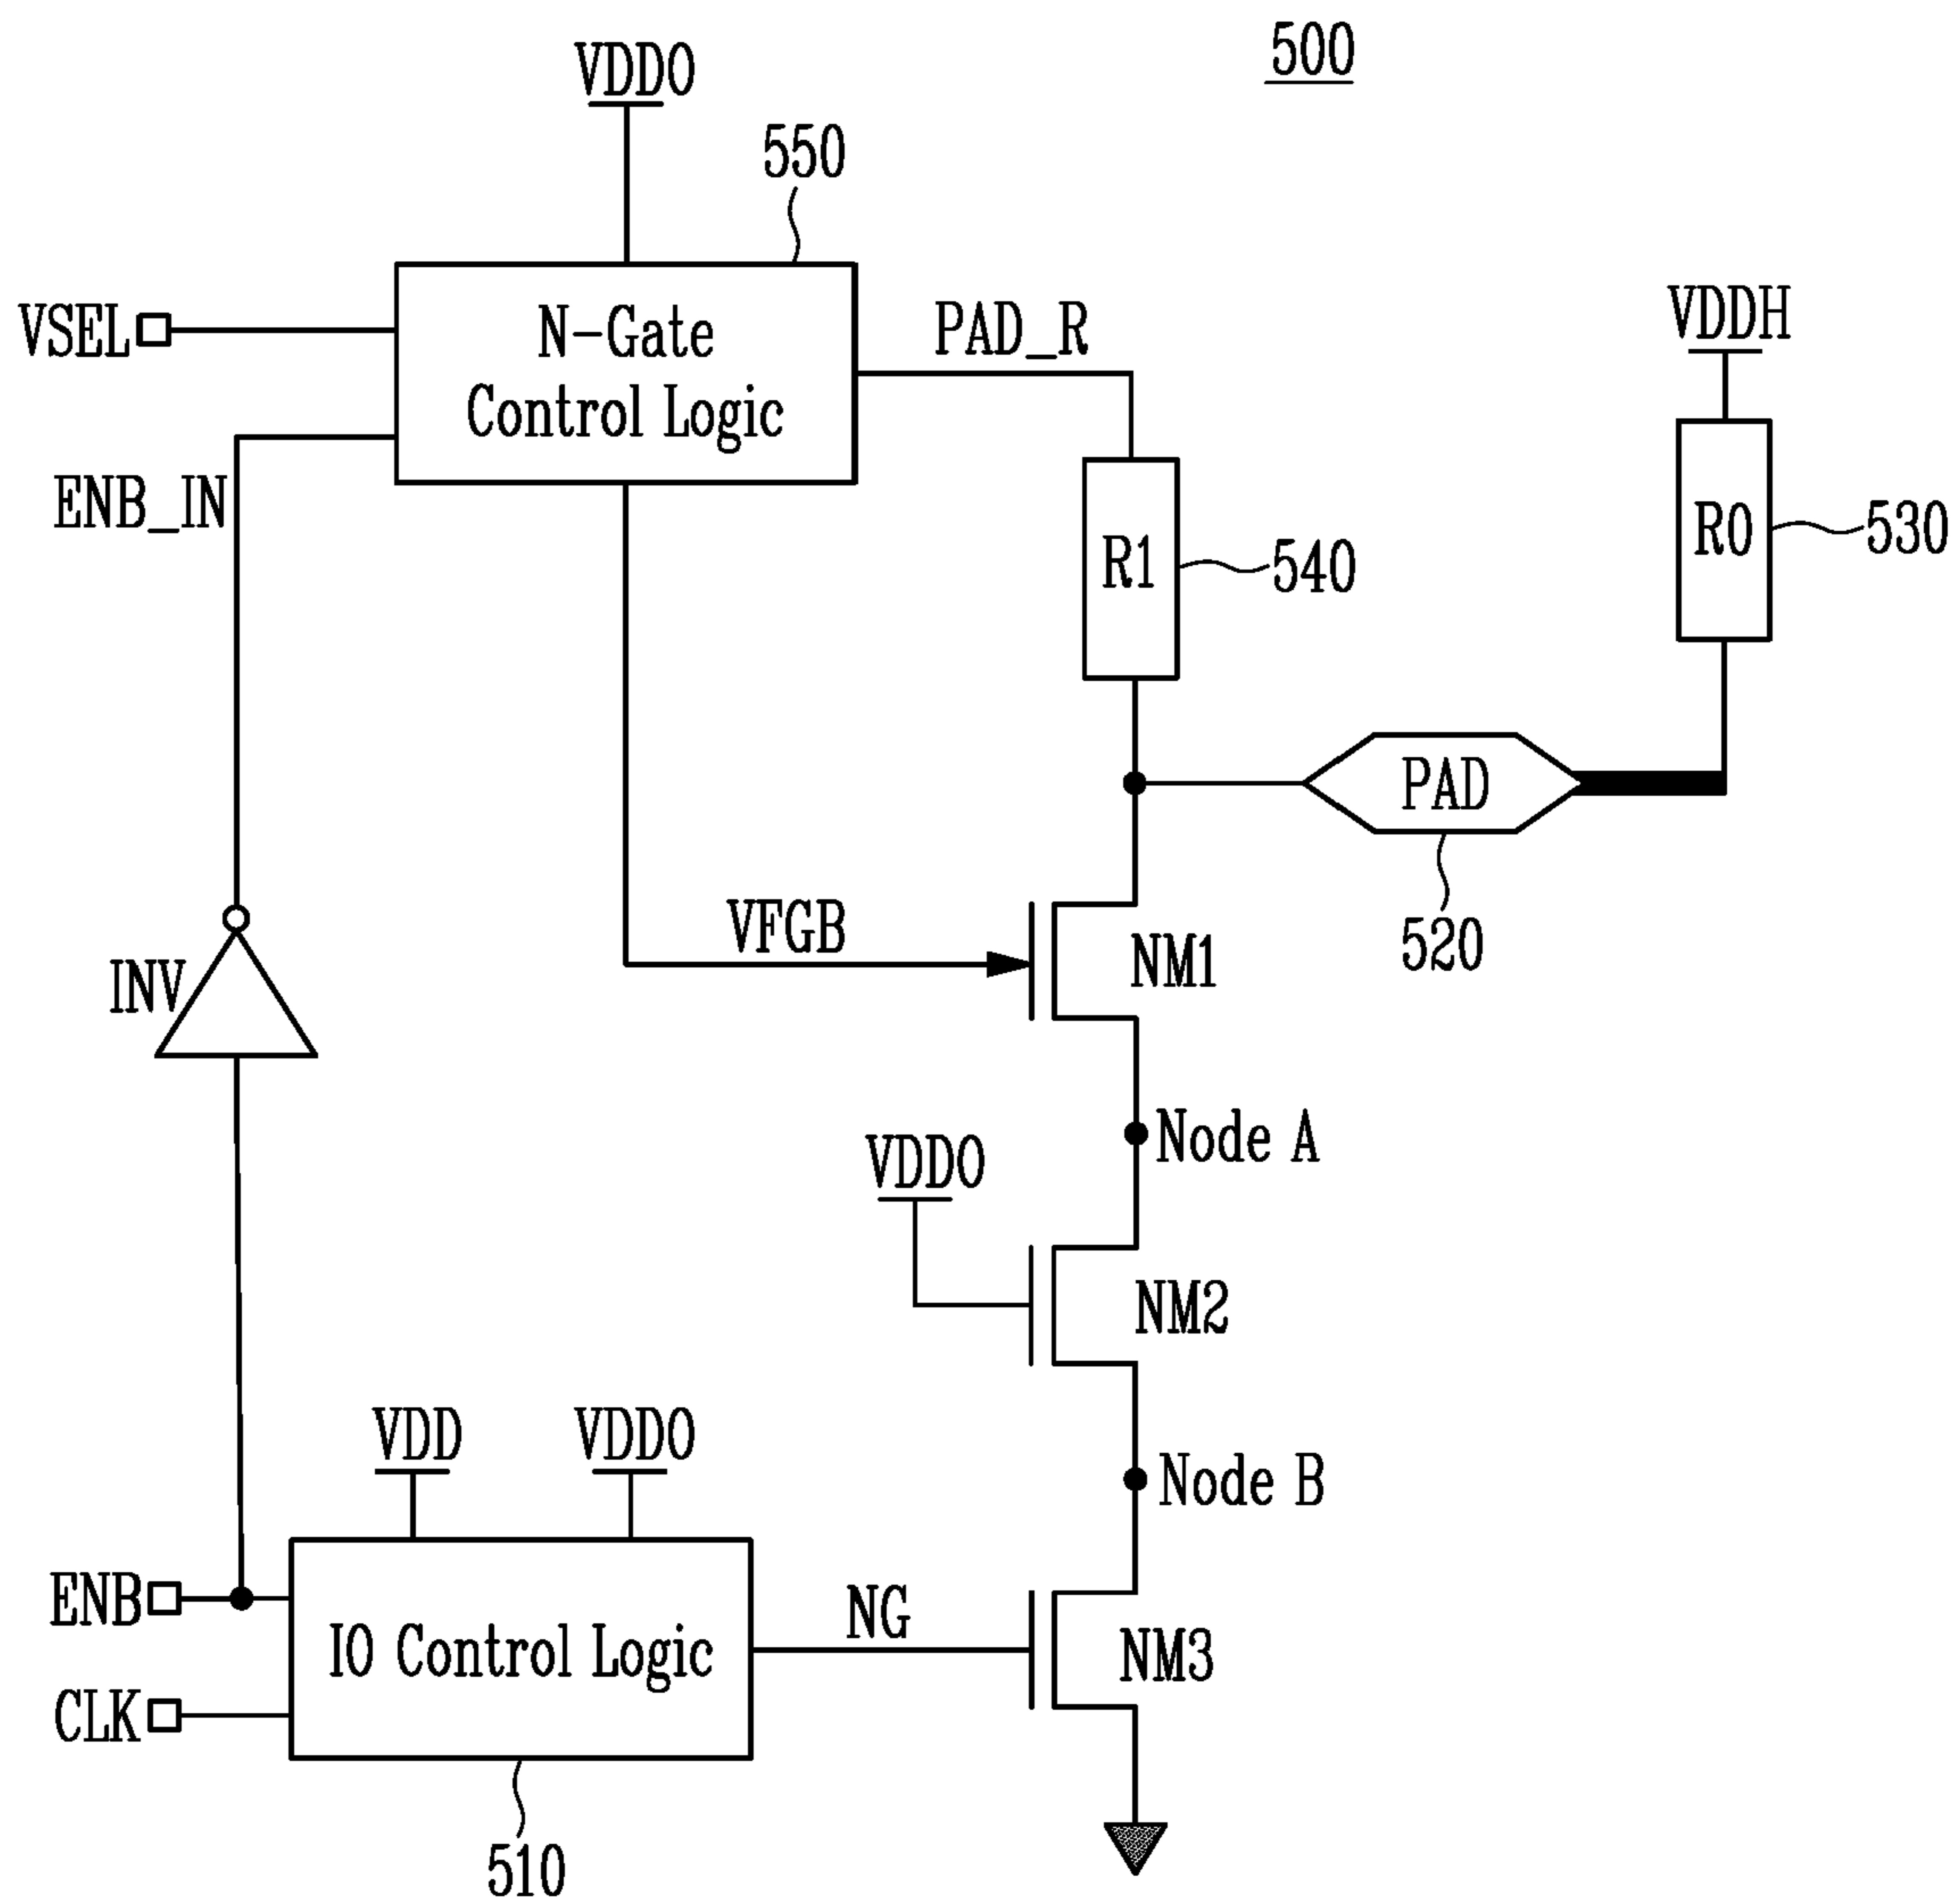 500
VDDO
550
VSEL
N-Gate
Control Logic
PAD_R
VDDH
ENB_IN
R1
540
R0
530
PAD
520
VFGB
NM1
INV
Node A
VDDO
NM2
VDD
VDDO
Node B
ENB
CLK
IO Control Logic
NG
NM3
510